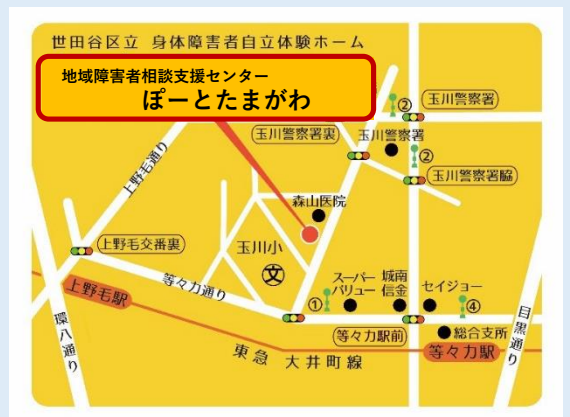 世田谷区立 身体障害者自立体験ホーム
地域障害者相談支援センター
ぽーとたまがわ
②
玉川警察署
玉川警察署裏
玉川警察署
②
玉川警察署脇
上野毛通り
森山医院
上野毛交番裏
玉川小
文
等々力通り
上野毛駅
①
スーパー
バリュー
城南
信金
セイジョー
④
環八通り
等々力駅前
総合支所
等々力駅
目黒通り
東急 大井町線